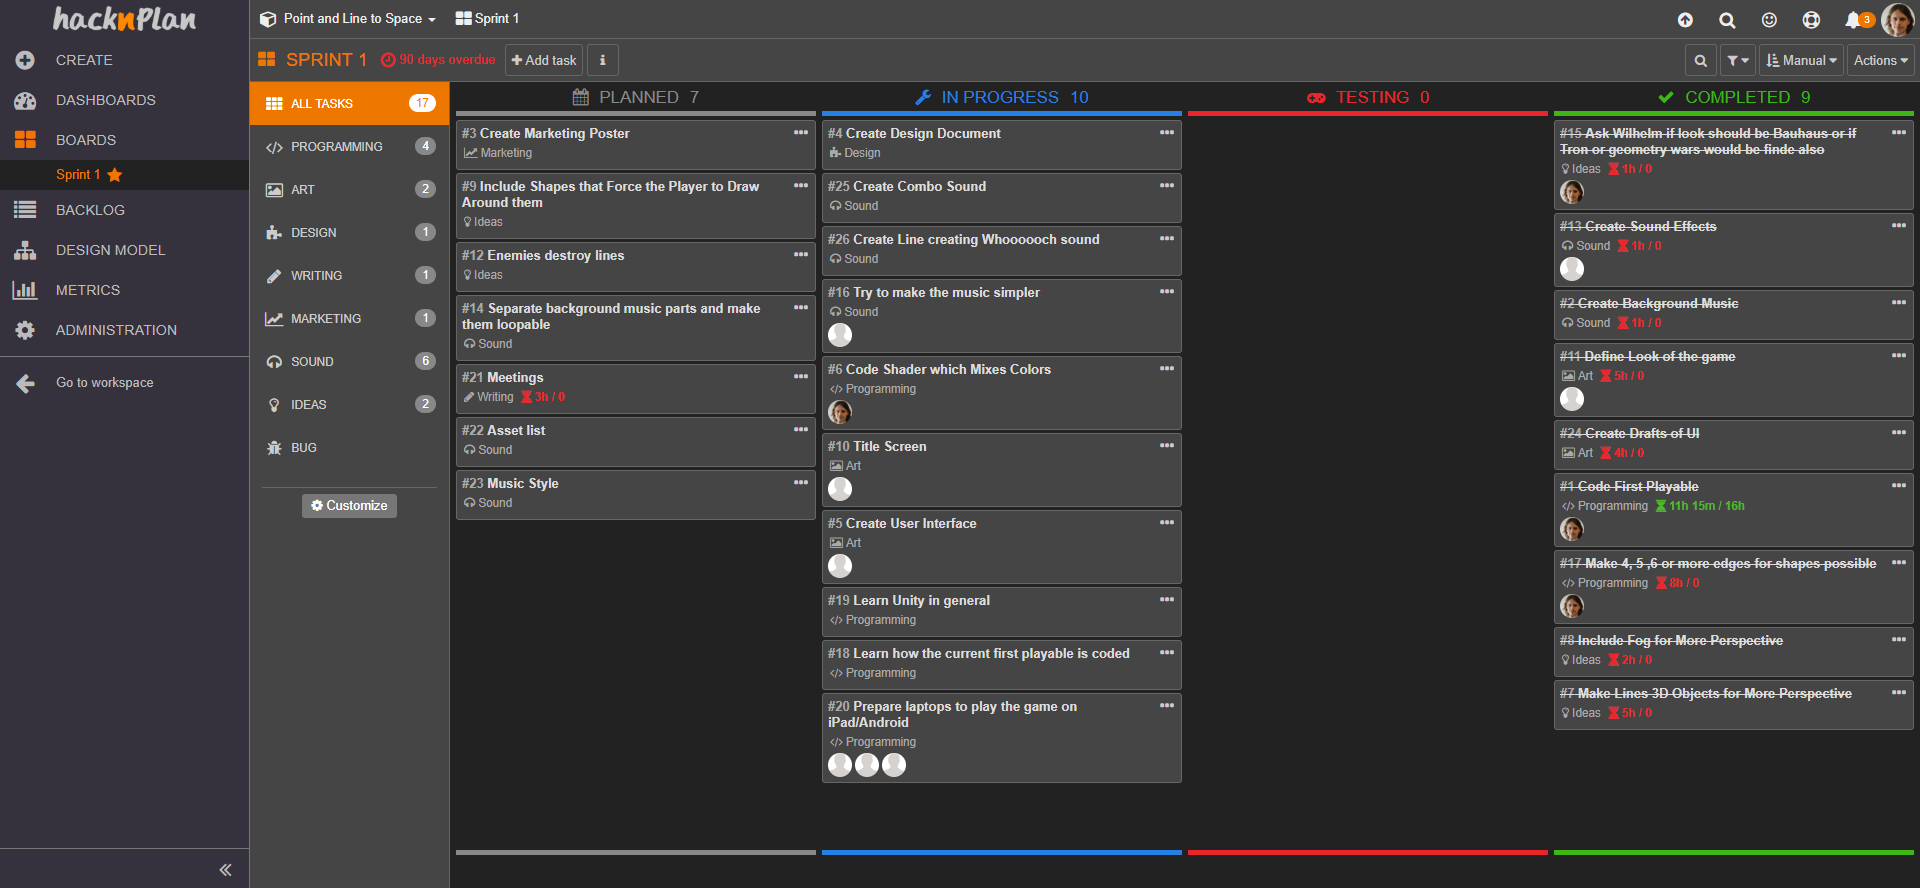 hacknPlan
CREATE
DASHBOARDS
BOARDS
Sprint 1
BACKLOG
DESIGN MODEL
METRICS
ADMINISTRATION
Go to workspace
Point and Line to Space
Sprint 1
3
SPRINT 1
90 days overdue
Add task
Manual
Actions
ALL TASKS 17
PROGRAMMING 4
ART 2
DESIGN 1
WRITING 1
MARKETING 1
SOUND 6
IDEAS 2
BUG
Customize
PLANNED 7
#3 Create Marketing Poster
Marketing
#9 Include Shapes that Force the Player to Draw
Around them
Ideas
#12 Enemies destroy lines
Ideas
#14 Separate background music parts and make
them loopable
Sound
#21 Meetings
Writing 3h / 0
#22 Asset list
Sound
#23 Music Style
Sound
IN PROGRESS 10
#4 Create Design Document
Design
#25 Create Combo Sound
Sound
#26 Create Line creating Whoooooch sound
Sound
#16 Try to make the music simpler
Sound
#6 Code Shader which Mixes Colors
Programming
#10 Title Screen
Art
#5 Create User Interface
Art
#19 Learn Unity in general
Programming
#18 Learn how the current first playable is coded
Programming
#20 Prepare laptops to play the game on
iPad/Android
Programming
TESTING 0
COMPLETED 9
#15 Ask Wilhelm if look should be Bauhaus or if
Tron or geometry wars would be finde also
Ideas 1h / 0
#13 Create Sound Effects
Sound 1h / 0
#2 Create Background Music
Sound 1h / 0
#11 Define Look of the game
Art 5h / 0
#24 Create Drafts of UI
Art 4h / 0
#1 Code First Playable
Programming 11h 15m / 16h
#17 Make 4, 5 ,6 or more edges for shapes possible
Programming 8h / 0
#8 Include Fog for More Perspective
Ideas 2h / 0
#7 Make Lines 3D Objects for More Perspective
Ideas 5h / 0